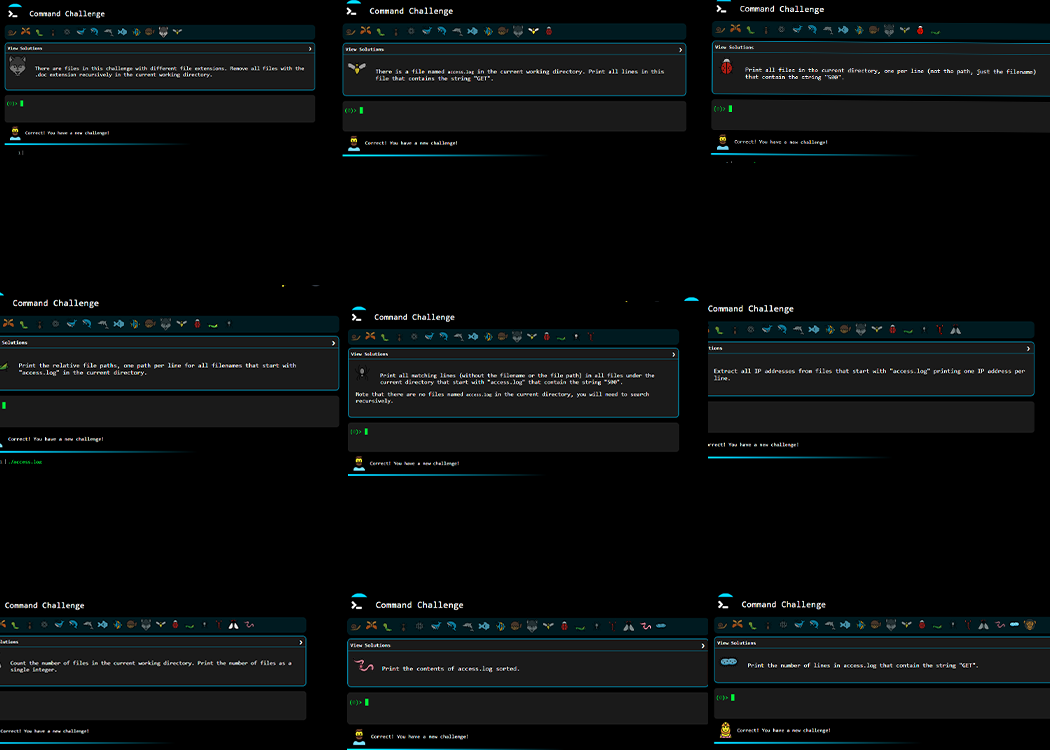 Command Challenge
View Solutions
There are files in this challenge with different file extensions. Remove all files with the
.doc extension recursively in the current working directory.
Correct! You have a new challenge!
Command Challenge
View Solutions
There is a file named access.log in the current working directory. Print all lines in this
file that contains the string "GET".
Correct! You have a new challenge!
Command Challenge
View Solutions
Print all files in the current directory, one per line (not the path, just the filename)
that contain the string "500".
Correct! You have a new challenge!
Command Challenge
Solutions
Print the relative file paths, one path per line for all filenames that start with
"access.log" in the current directory.
Correct! You have a new challenge!
./access.log
Command Challenge
View Solutions
Print all matching lines (without the filename or the file path) in all files under the
current directory that start with "access.log" that contain the string "500".
Note that there are no files named access.log in the current directory, you will need to search
recursively.
Correct! You have a new challenge!
Command Challenge
tions
Extract all IP addresses from files that start with "access.log" printing one IP address per
line.
rrect! You have a new challenge!
Command Challenge
lutions
Count the number of files in the current working directory. Print the number of files as a
single integer.
Correct! You have a new challenge!
Command Challenge
View Solutions
Print the contents of access.log sorted.
Correct! You have a new challenge!
Command Challenge
View Solutions
Print the number of lines in access.log that contain the string "GET".
Correct! You have a new challenge!